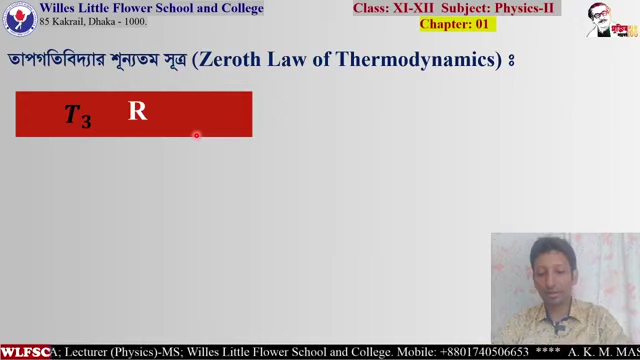 Willes Little Flower School and College
85 Kakrail, Dhaka - 1000.
Class: XI-XII Subject: Physics-II
Chapter: 01
তাপগতিবিদ্যার শূন্যতম সূত্র (Zeroth Law of Thermodynamics) ঃ
T₃ R
WLFSC A; Lecturer (Physics)-MS; Willes Little Flower School and College. Mobile: +8801740506653 **** A. K. M. MAS